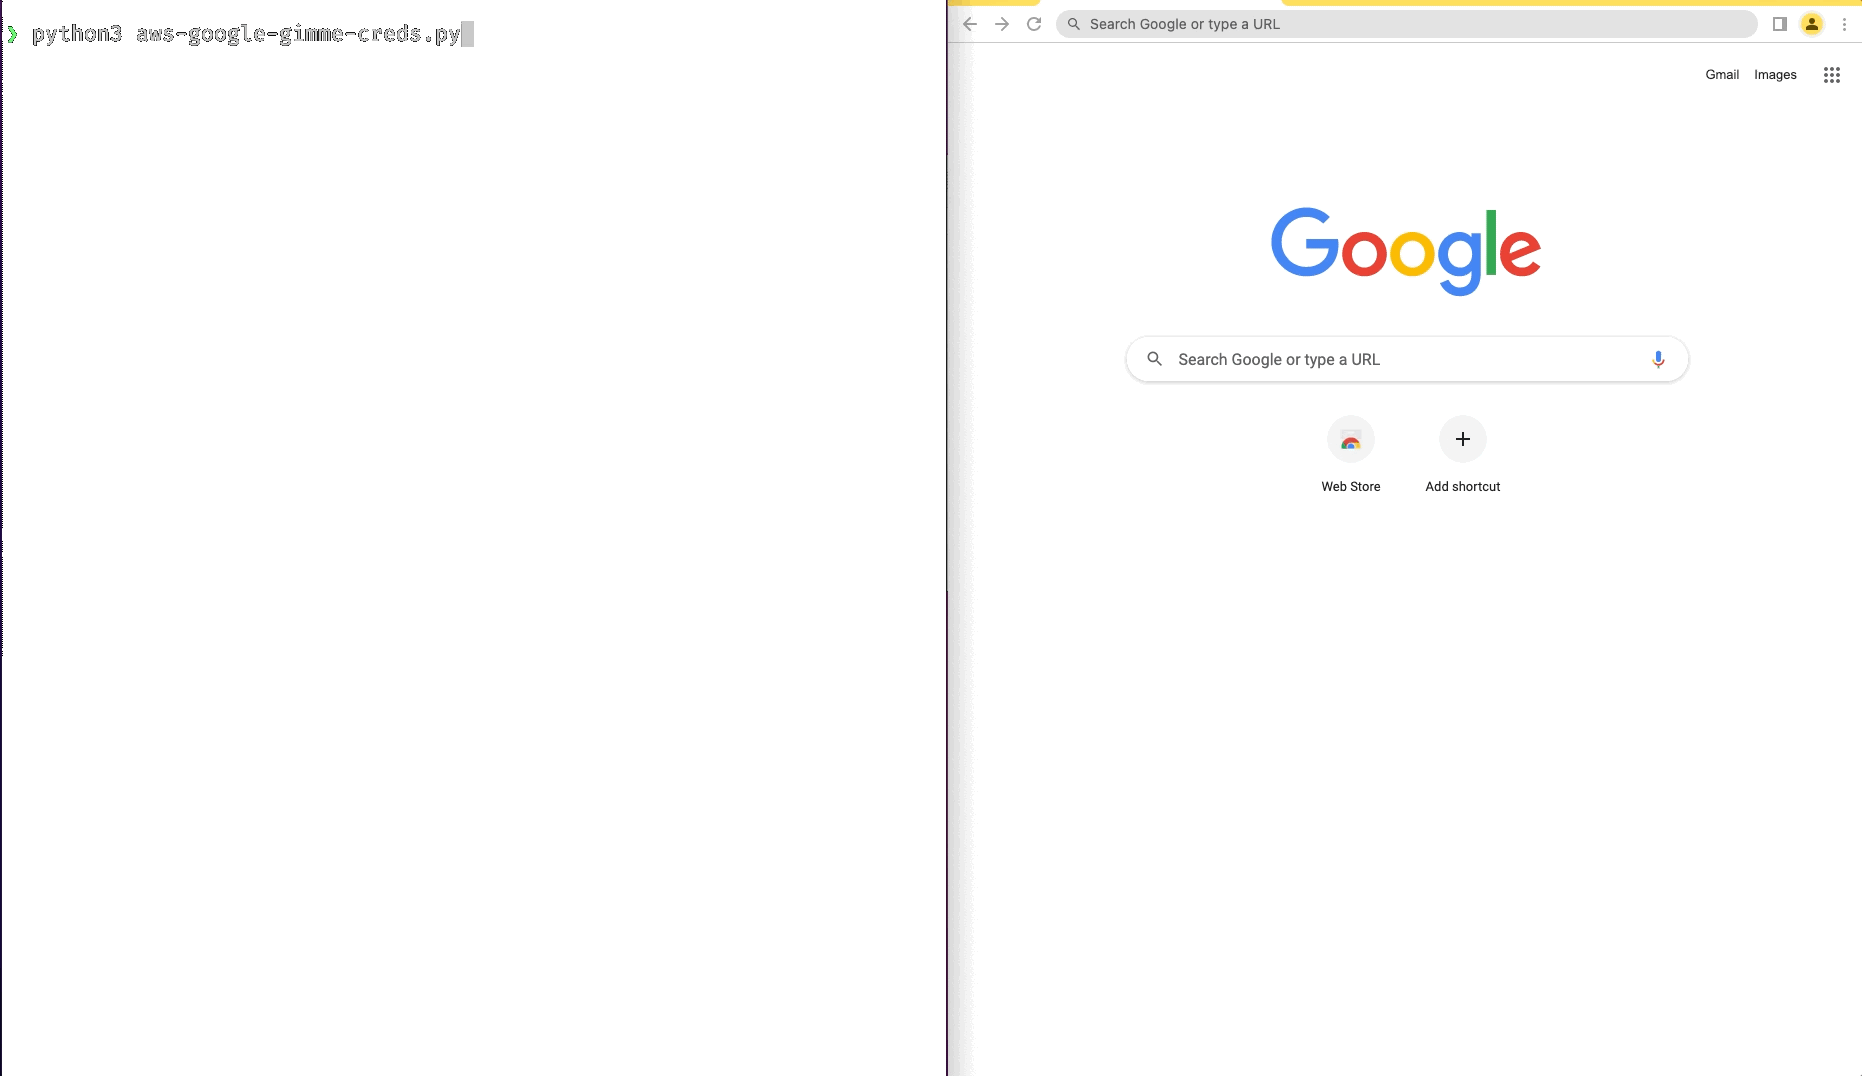 ❯ python3 aws-google-gimme-creds.py
Search Google or type a URL
Gmail Images
Google
Search Google or type a URL
Web Store Add shortcut